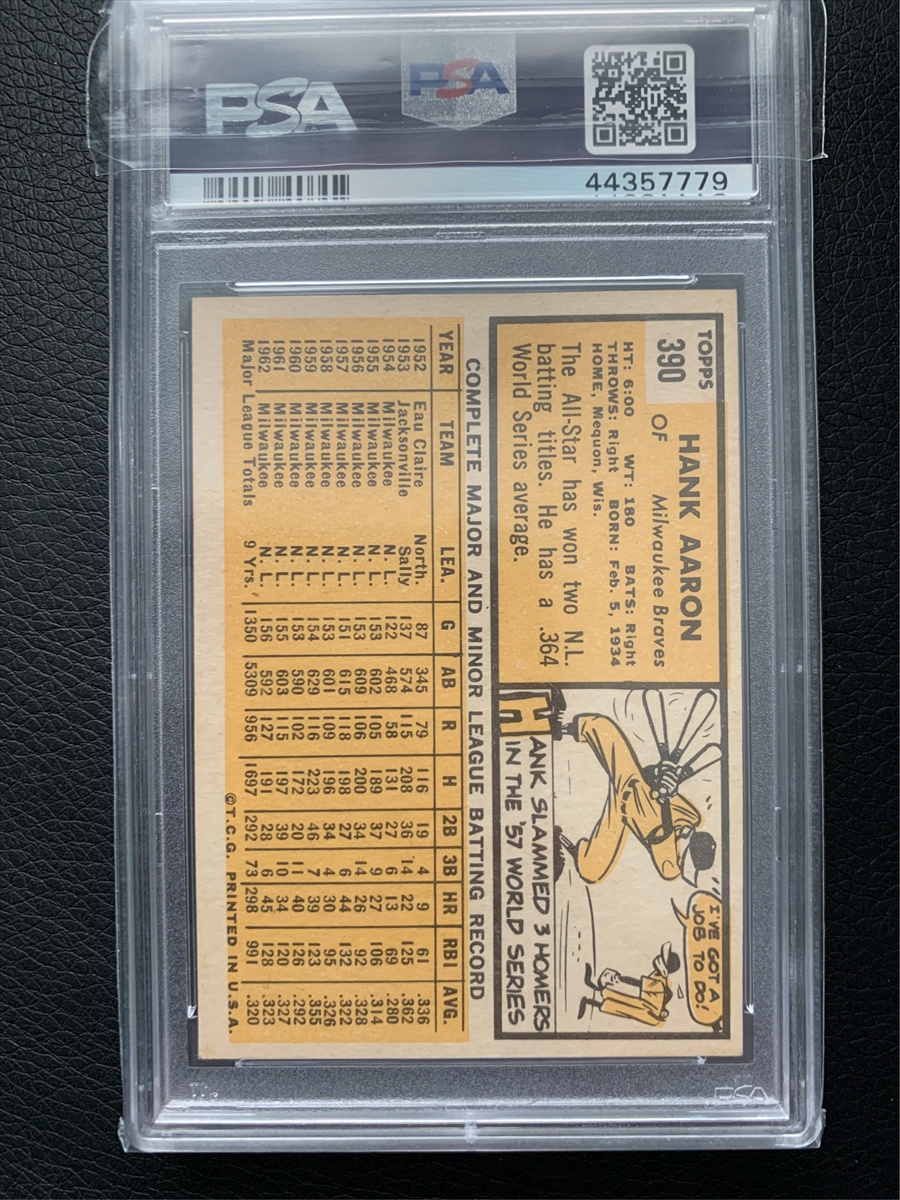 PSA
PSA
44357779
TOPPS
390
HANK AARON
OF Milwaukee Braves
HT: 6:00 WT: 180 BATS: Right
THROWS: Right BORN: Feb. 5, 1934
HOME, Mequon, Wis.
The All-Star has won two N.L.
batting titles. He has a .364
World Series average.
"I'VE GOT A
JOB TO DO!
HANK SLAMMED 3 HOMERS
IN THE '57 WORLD SERIES
COMPLETE MAJOR AND MINOR LEAGUE BATTING RECORD
YEAR TEAM LEA. G AB R H 2B 3B HR RBI AVG.
1952 Eau Claire North. 87 345 79 116 19 4 9 61 .336
1953 Jacksonville Sally 137 574 115 208 36 14 22 125 .362
1954 Milwaukee N. L. 122 468 58 131 27 6 13 69 .280
1955 Milwaukee N. L. 153 602 105 189 37 9 27 106 .314
1956 Milwaukee N. L. 153 609 106 200 34 14 26 92 .328
1957 Milwaukee N. L. 151 615 118 198 27 6 44 132 .322
1958 Milwaukee N. L. 153 601 109 196 34 4 30 95 .326
1959 Milwaukee N. L. 154 629 116 223 46 7 39 123 .355
1960 Milwaukee N. L. 153 590 102 172 20 11 40 126 .292
1961 Milwaukee N. L. 155 603 115 197 39 10 34 120 .327
1962 Milwaukee N. L. 156 592 127 191 28 6 45 128 .323
Major League Totals 9 Yrs. 1350 5309 956 1697 292 73 298 991 .320
©T.C.G. PRINTED IN U.S.A.
PSA